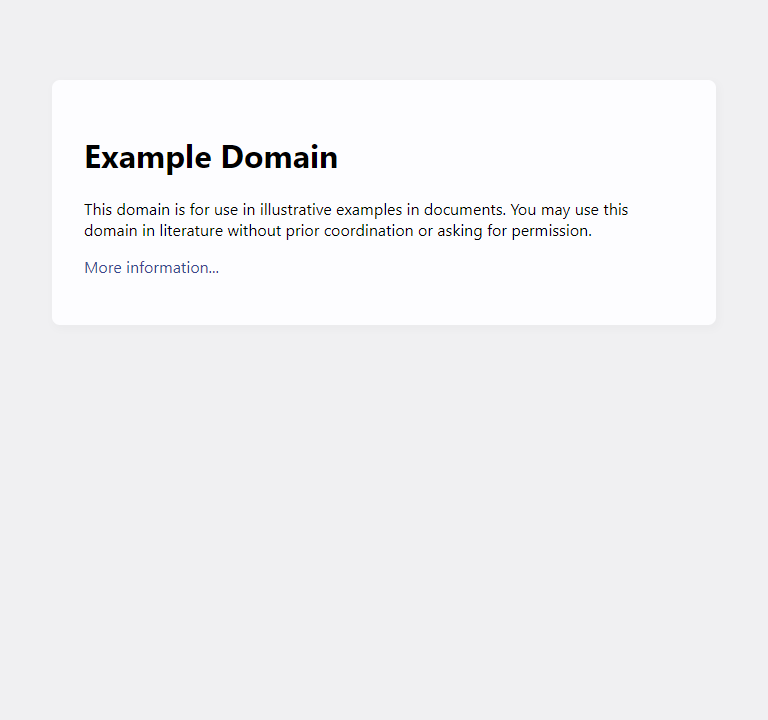 Example Domain
This domain is for use in illustrative examples in documents. You may use this
domain in literature without prior coordination or asking for permission.
More information...